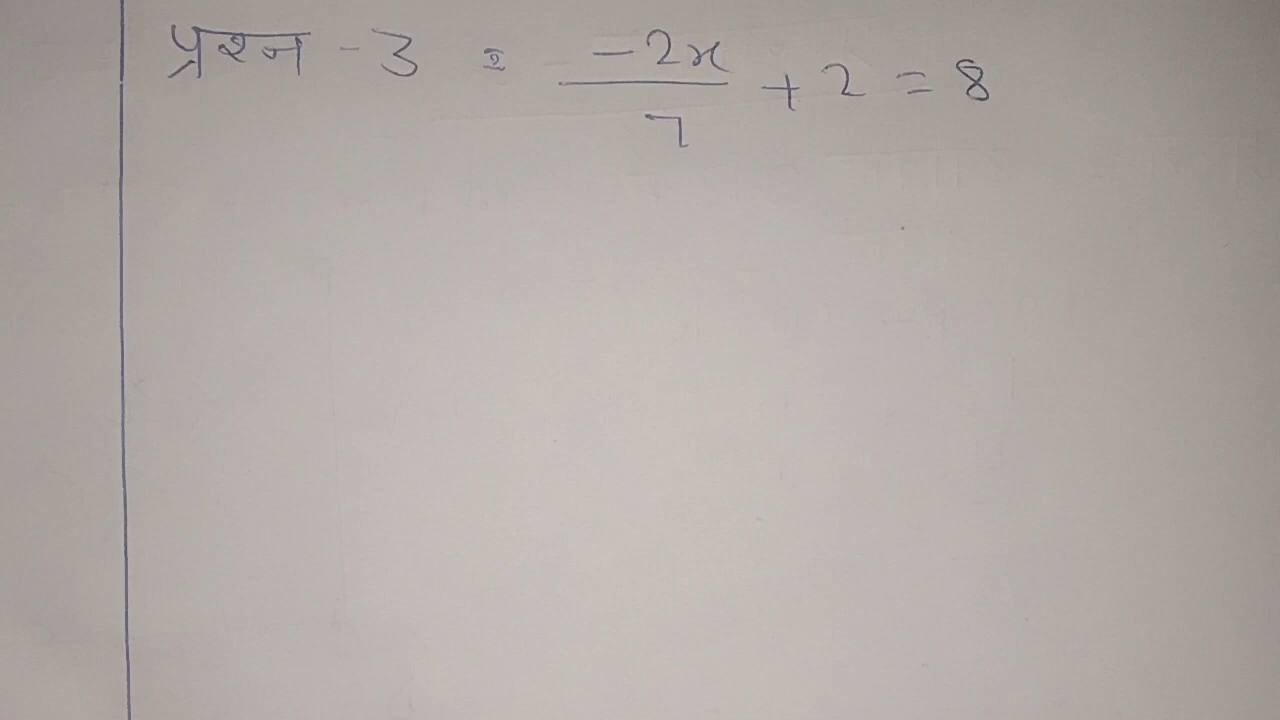 प्रश्न - 3 = -2x/7 + 2 = 8